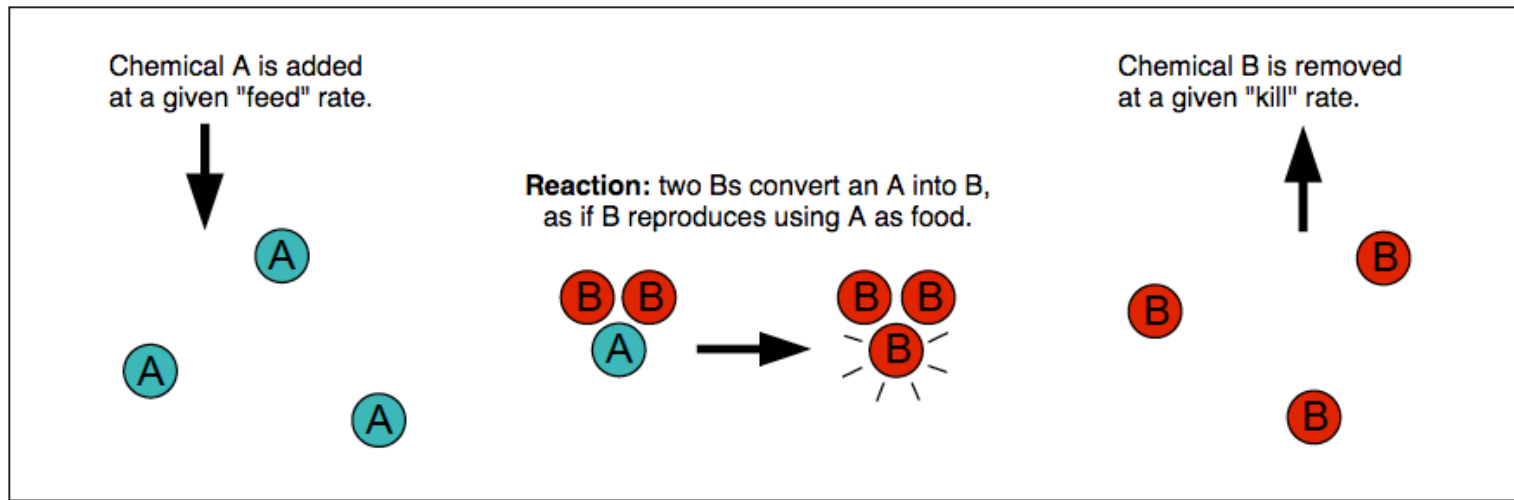 Chemical A is added
at a given "feed" rate.
A
A
A
Reaction: two Bs convert an A into B,
as if B reproduces using A as food.
B B
A
B B
B
Chemical B is removed
at a given "kill" rate.
B
B
B